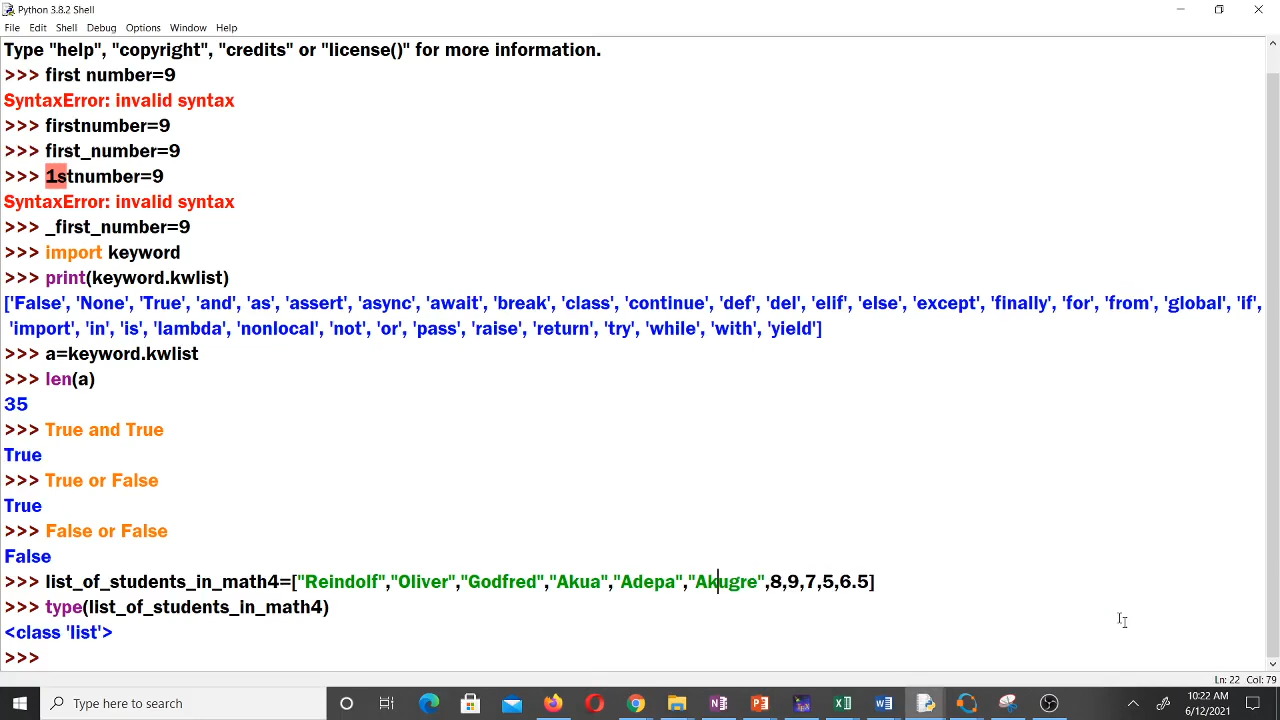 Python 3.8.2 Shell
File Edit Shell Debug Options Window Help
Type "help", "copyright", "credits" or "license()" for more information.
>>> first number=9
SyntaxError: invalid syntax
>>> firstnumber=9
>>> first_number=9
>>> 1stnumber=9
SyntaxError: invalid syntax
>>> _first_number=9
>>> import keyword
>>> print(keyword.kwlist)
['False', 'None', 'True', 'and', 'as', 'assert', 'async', 'await', 'break', 'class', 'continue', 'def', 'del', 'elif', 'else', 'except', 'finally', 'for', 'from', 'global', 'if',
'import', 'in', 'is', 'lambda', 'nonlocal', 'not', 'or', 'pass', 'raise', 'return', 'try', 'while', 'with', 'yield']
>>> a=keyword.kwlist
>>> len(a)
35
>>> True and True
True
>>> True or False
True
>>> False or False
False
>>> list_of_students_in_math4=["Reindolf","Oliver","Godfred","Akua","Adepa","Akugre",8,9,7,5,6.5]
>>> type(list_of_students_in_math4)
<class 'list'>
>>>
Ln: 22 Col: 79
Type here to search
10:22 AM
6/12/2021